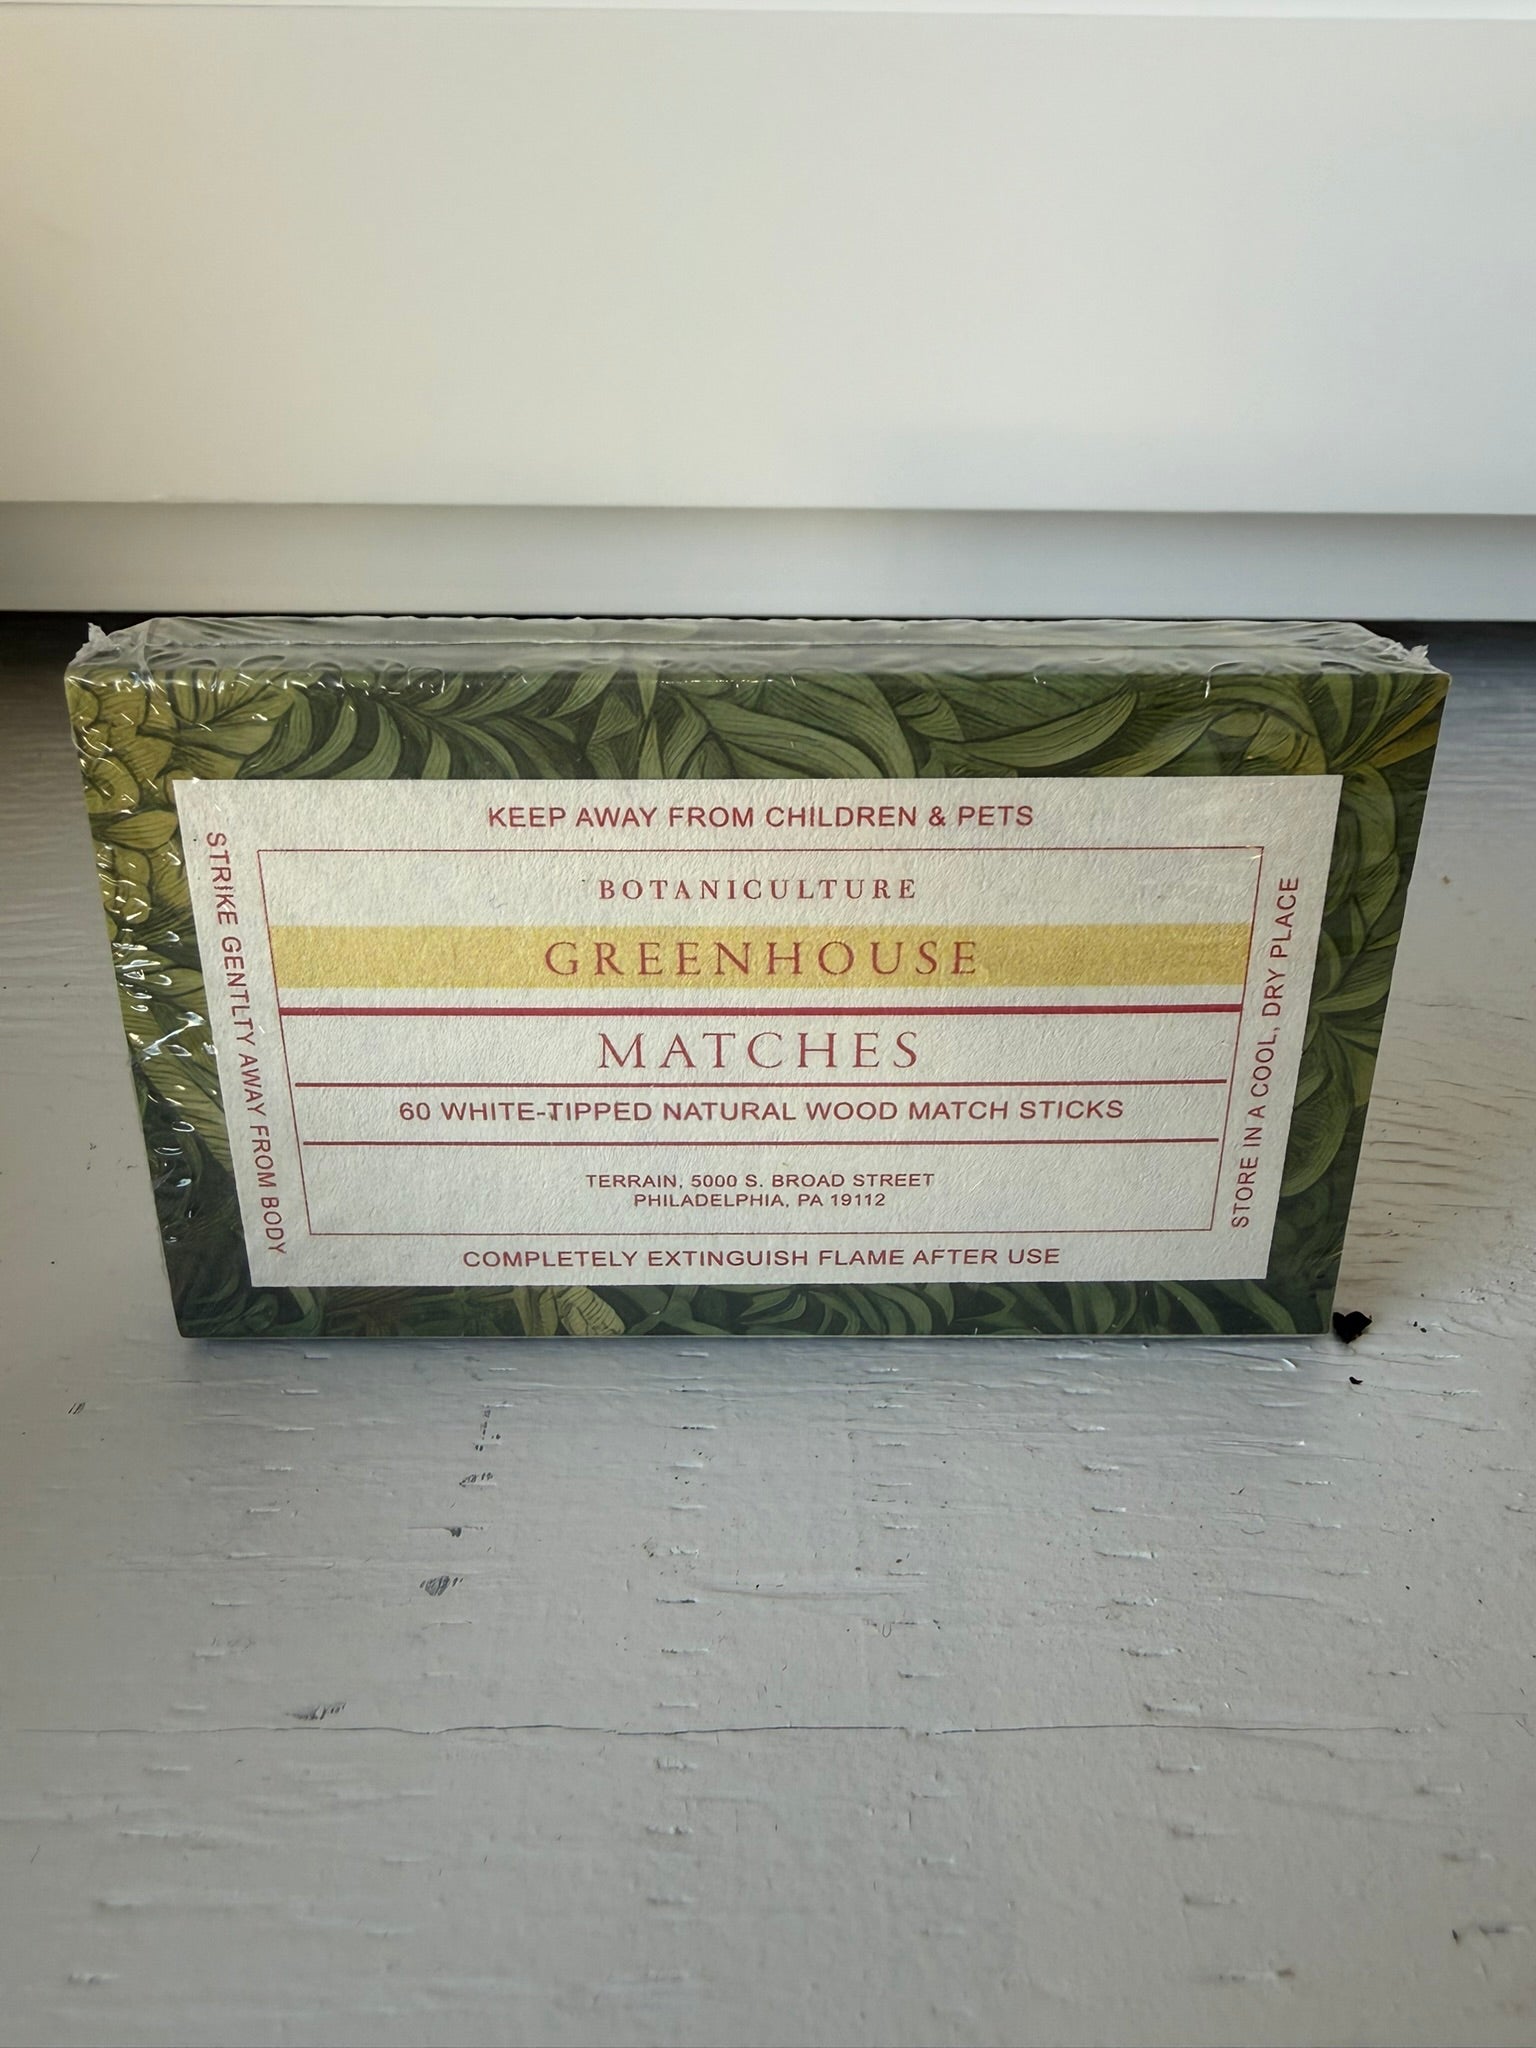 KEEP AWAY FROM CHILDREN & PETS
STRIKE GENTLTY AWAY FROM BODY
BOTANICULTURE
GREENHOUSE
MATCHES
60 WHITE-TIPPED NATURAL WOOD MATCH STICKS
TERRAIN, 5000 S. BROAD STREET
PHILADELPHIA, PA 19112
STORE IN A COOL, DRY PLACE
COMPLETELY EXTINGUISH FLAME AFTER USE